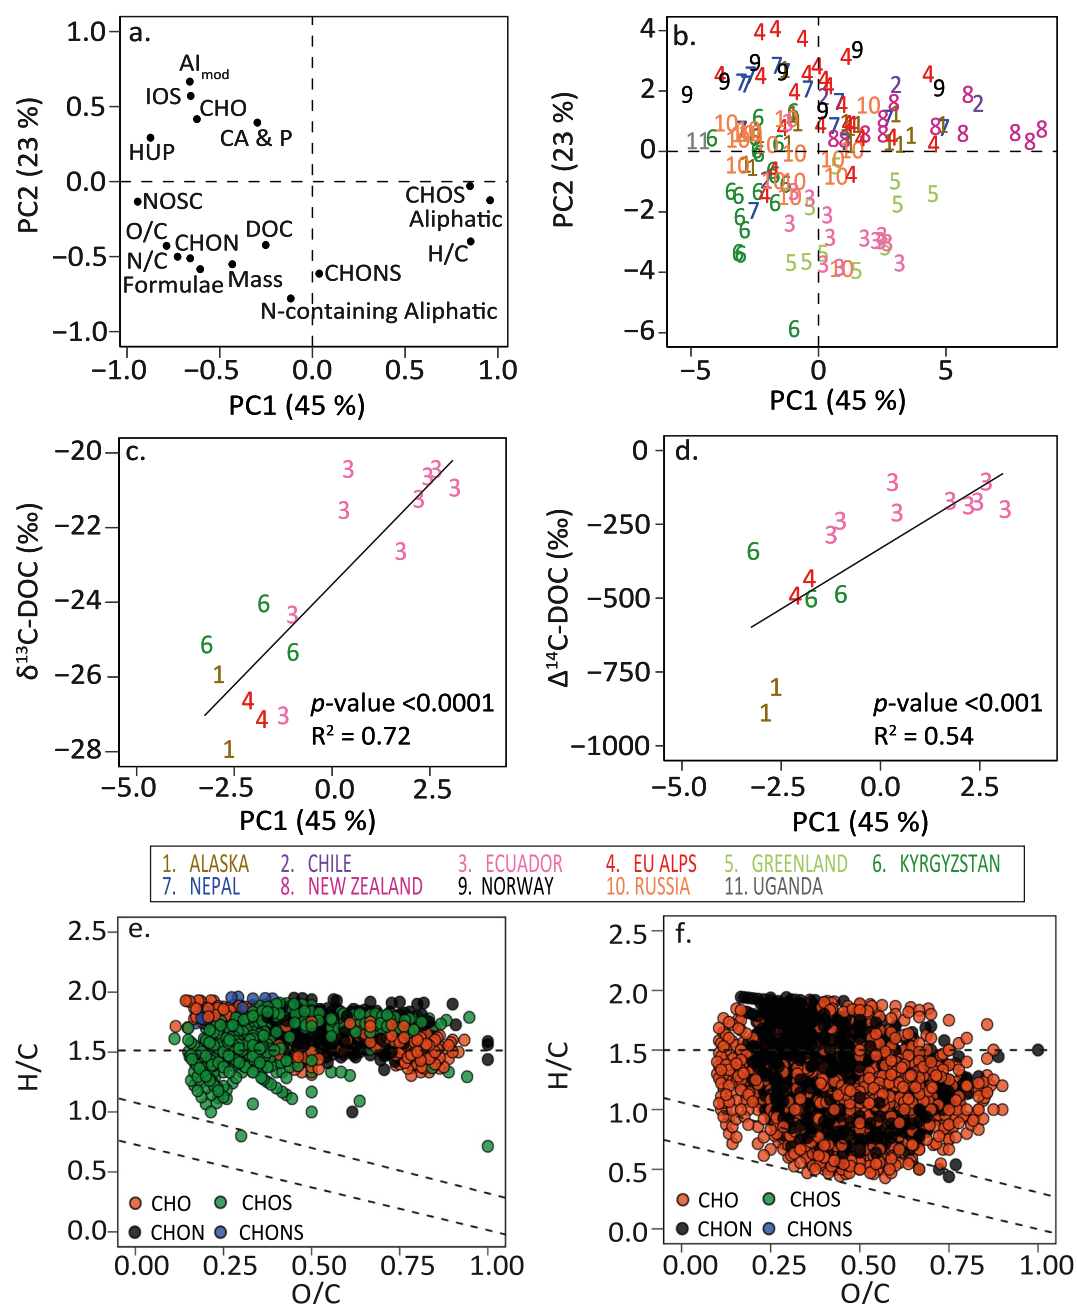 a.
1.0
0.5
0.0
−0.5
−1.0
PC2 (23 %)
AImod
IOS
CHO
CA & P
HUP
NOSC
CHOS
Aliphatic
O/C
CHON
DOC
H/C
N/C
Formulae
Mass
CHONS
N-containing Aliphatic
−1.0 −0.5 0.0 0.5 1.0
PC1 (45 %)
b.
4
2
0
−2
−4
−6
PC2 (23 %)
−5 0 5
PC1 (45 %)
c.
−20
−22
−24
−26
−28
δ13C-DOC (‰)
p-value <0.0001
R2 = 0.72
−5.0 −2.5 0.0 2.5
PC1 (45 %)
d.
0
−250
−500
−750
−1000
Δ14C-DOC (‰)
p-value <0.001
R2 = 0.54
−5.0 −2.5 0.0 2.5
PC1 (45 %)
1. ALASKA 2. CHILE 3. ECUADOR 4. EU ALPS 5. GREENLAND 6. KYRGYZSTAN
7. NEPAL 8. NEW ZEALAND 9. NORWAY 10. RUSSIA 11. UGANDA
e.
2.5
2.0
1.5
1.0
0.5
0.0
H/C
CHO CHOS
CHON CHONS
0.00 0.25 0.50 0.75 1.00
O/C
f.
2.5
2.0
1.5
1.0
0.5
0.0
H/C
CHO CHOS
CHON CHONS
0.00 0.25 0.50 0.75 1.00
O/C